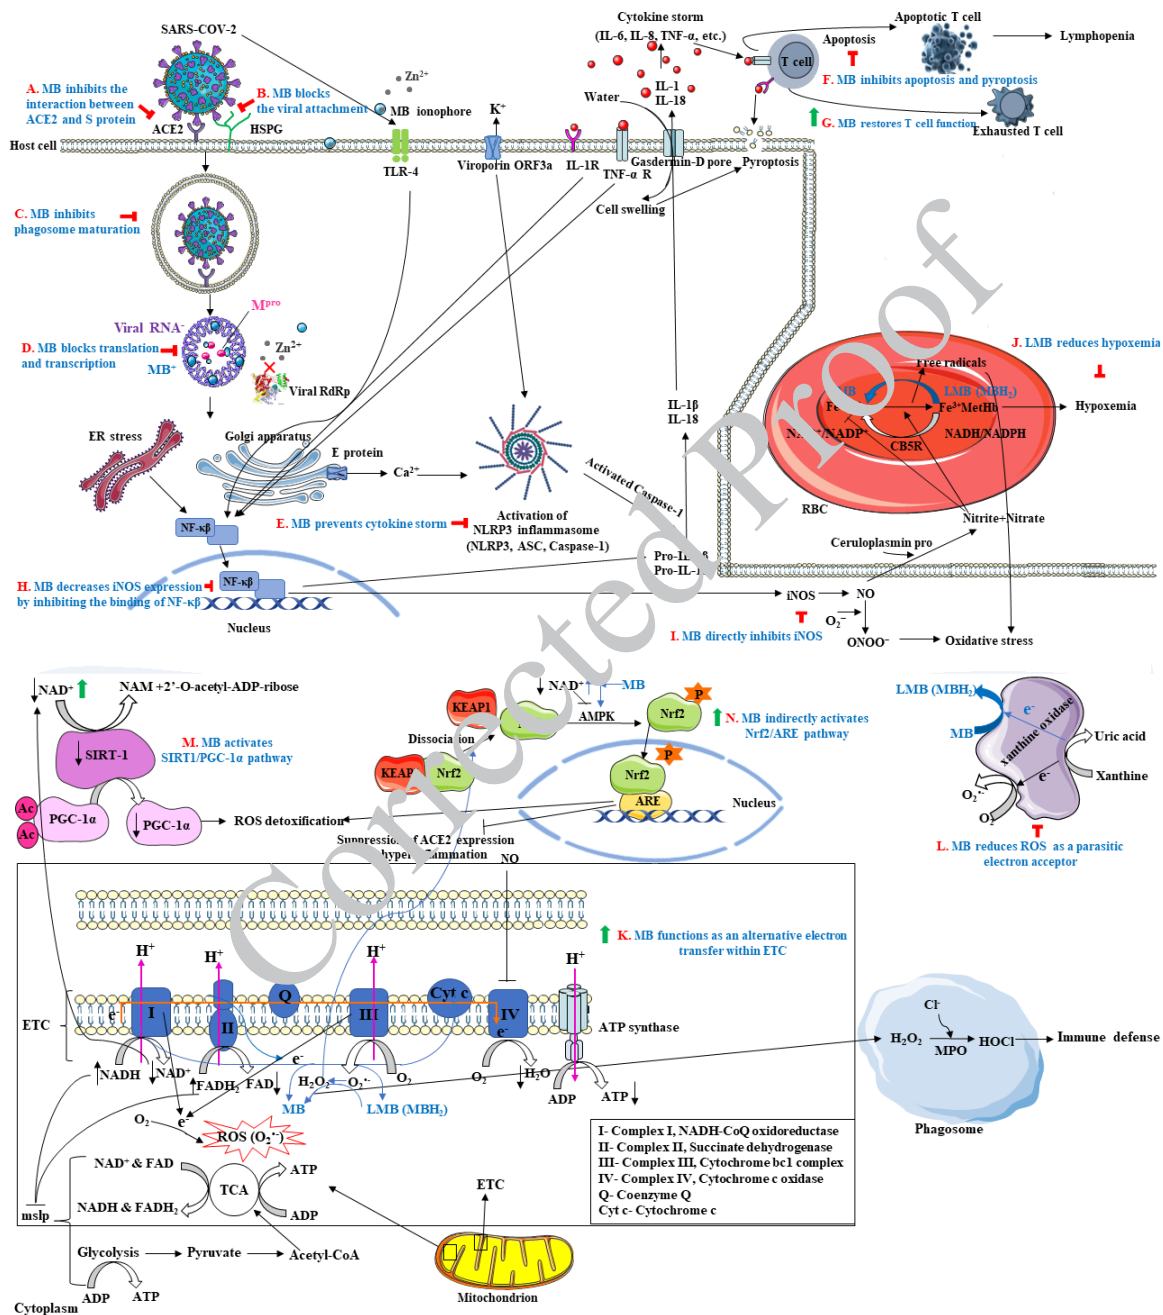 SARS-COV-2
Zn²⁺
MB ionophore
A. MB inhibits the
interaction between
ACE2 and S protein
B. MB blocks
the viral attachment
ACE2
HSPG
Host cell
TLR-4
K⁺
Viroporin ORF3a
IL-1R
TNF-α R
Cytokine storm
(IL-6, IL-8, TNF-α, etc.)
IL-1
IL-18
Water
Gasdermin-D pore
Cell swelling
Pyroptosis
T cell
Apoptosis
Apoptotic T cell
Lymphopenia
F. MB inhibits apoptosis and pyroptosis
G. MB restores T cell function
Exhausted T cell
C. MB inhibits
phagosome maturation
Viral RNA
Mᵖʳᵒ
D. MB blocks translation
and transcription
MB⁺
Zn²⁺
Viral RdRp
ER stress
Golgi apparatus
E protein
Ca²⁺
Activation of
NLRP3 inflammasome
(NLRP3, ASC, Caspase-1)
Activated Caspase-1
IL-1β
IL-18
E. MB prevents cytokine storm
NF-κβ
NF-κβ
H. MB decreases iNOS expression
by inhibiting the binding of NF-κβ
Nucleus
J. LMB reduces hypoxemia
Free radicals
LMB (MBH₂)
Fe³⁺MetHb
Hypoxemia
CB5R
NADH/NADPH
RBC
Nitrite+Nitrate
Ceruloplasmin pro
iNOS
NO
O₂⁻
ONOO⁻
Oxidative stress
I. MB directly inhibits iNOS
NAD⁺
NAM +2'-O-acetyl-ADP-ribose
SIRT-1
M. MB activates
SIRT1/PGC-1α pathway
Ac
Ac
PGC-1α
PGC-1α
ROS detoxification
KEAP1
Dissociation
Nrf2
NAD⁺
MB
AMPK
Nrf2
P
N. MB indirectly activates
Nrf2/ARE pathway
P
Nrf2
ARE
Nucleus
Suppression of ACE2 expression
LMB (MBH₂)
MB
e⁻
xanthine oxidase
e⁻
Uric acid
Xanthine
O₂•⁻
O₂
L. MB reduces ROS as a parasitic
electron acceptor
NO
K. MB functions as an alternative electron
transfer within ETC
H⁺
H⁺
H⁺
H⁺
ETC
e⁻
I
II
Q
III
Cyt c
IV
e⁻
ATP synthase
NADH
NAD⁺
FADH₂
FAD
e⁻
H₂O₂
O₂•⁻
O₂
O₂
H₂O
ADP
ATP
MB
LMB (MBH₂)
O₂
e⁻
ROS (O₂•⁻)
NAD⁺ & FAD
NADH & FADH₂
TCA
ATP
ADP
mslp
Glycolysis
Pyruvate
Acetyl-CoA
ADP
ATP
Cytoplasm
ETC
Mitochondrion
I- Complex I, NADH-CoQ oxidoreductase
II- Complex II, Succinate dehydrogenase
III- Complex III, Cytochrome bc1 complex
IV- Complex IV, Cytochrome c oxidase
Q- Coenzyme Q
Cyt c- Cytochrome c
Cl⁻
H₂O₂
MPO
HOCl
Immune defense
Phagosome
Corrected Proof